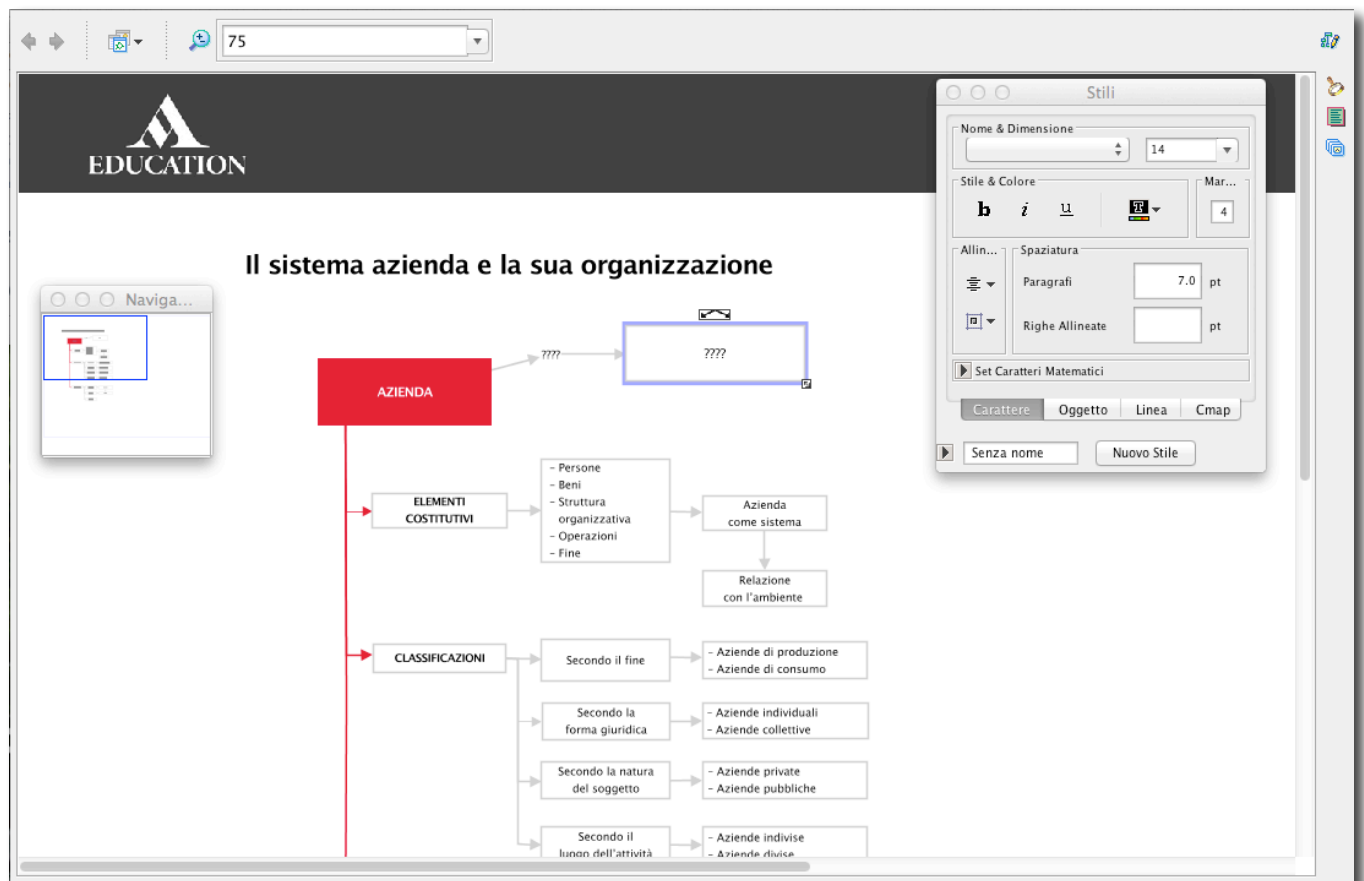 75
EDUCATION
Il sistema azienda e la sua organizzazione
Naviga...
AZIENDA
????
????
ELEMENTI
COSTITUTIVI
- Persone
- Beni
- Struttura
organizzativa
- Operazioni
- Fine
Azienda
come sistema
Relazione
con l'ambiente
CLASSIFICAZIONI
Secondo il fine
- Aziende di produzione
- Aziende di consumo
Secondo la
forma giuridica
- Aziende individuali
- Aziende collettive
Secondo la natura
del soggetto
- Aziende private
- Aziende pubbliche
Secondo il
luogo dell'attività
- Aziende indivise
- Aziende divise
Stili
Nome & Dimensione
14
Stile & Colore
Mar...
b i u T
4
Allin...
Spaziatura
Paragrafi 7.0 pt
Righe Allineate pt
Set Caratteri Matematici
Carattere Oggetto Linea Cmap
Senza nome Nuovo Stile